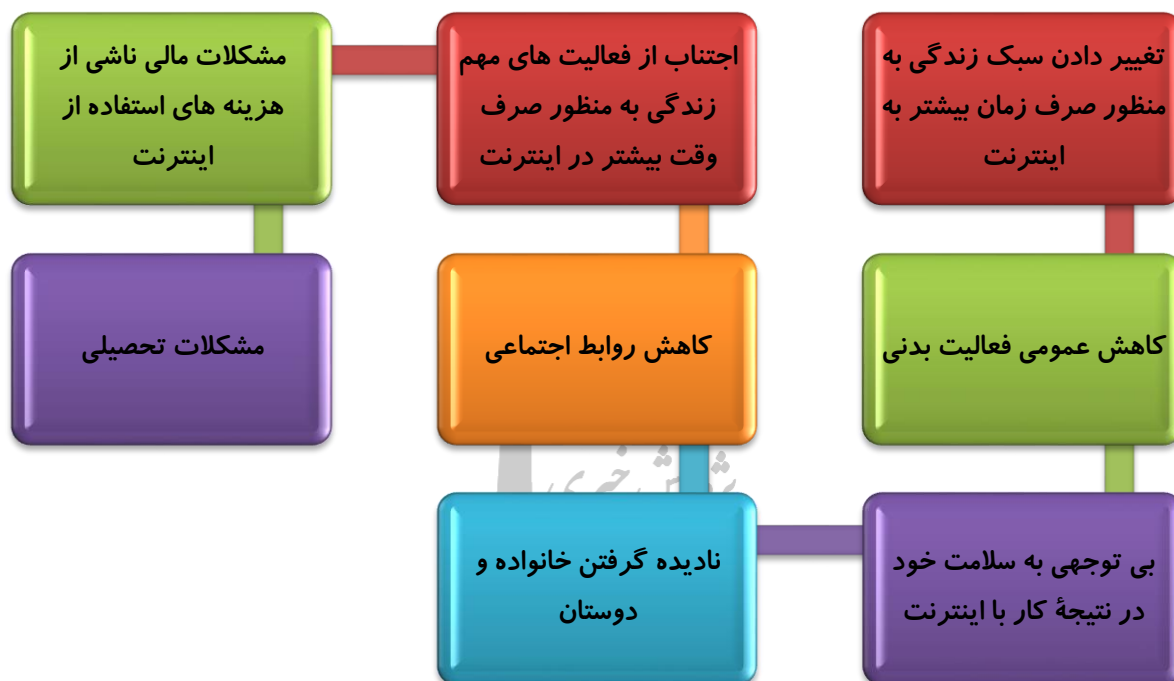 تغییر دادن سبک زندگی به
منظور صرف زمان بیشتر به
اینترنت
کاهش عمومی فعالیت بدنی
بی توجهی به سلامت خود
در نتیجۀ کار با اینترنت
نادیده گرفتن خانواده و
دوستان
کاهش روابط اجتماعی
اجتناب از فعالیت های مهم
زندگی به منظور صرف
وقت بیشتر در اینترنت
مشکلات مالی ناشی از
هزینه های استفاده از
اینترنت
مشکلات تحصیلی